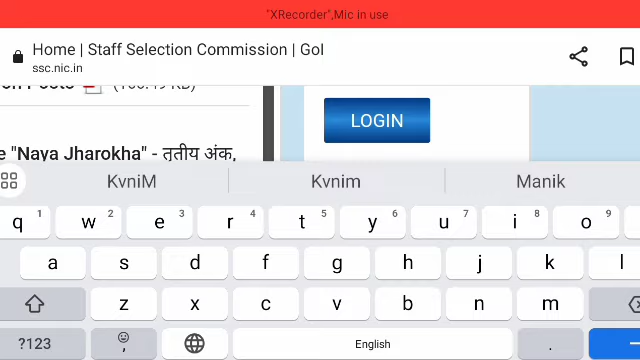 "XRecorder",Mic in use
Home | Staff Selection Commission | GoI
ssc.nic.in
LOGIN
e "Naya Jharokha" - तृतीय अंक,
KvniM Kvnim Manik
q 1 w 2 e 3 r 4 t 5 y 6 u 7 i 8 o 9
a s d f g h j k l
z x c v b n m
?123 , English .